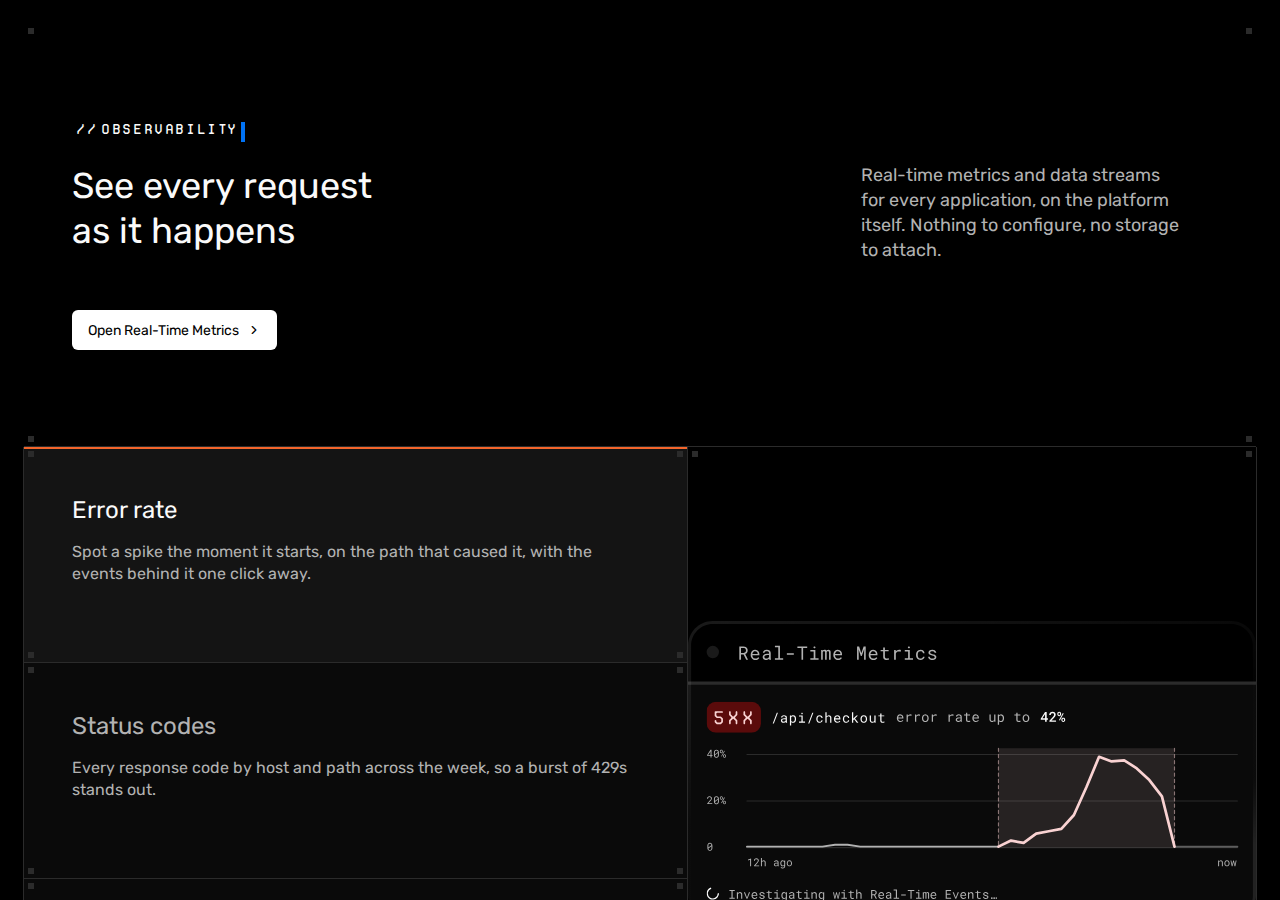 // OBSERVABILITY
See every request
as it happens
Real-time metrics and data streams
for every application, on the platform
itself. Nothing to configure, no storage
to attach.
Open Real-Time Metrics
Error rate
Spot a spike the moment it starts, on the path that caused it, with the
events behind it one click away.
Status codes
Every response code by host and path across the week, so a burst of 429s
stands out.
Real-Time Metrics
5XX /api/checkout error rate up to 42%
40%
20%
0
12h ago now
Investigating with Real-Time Events…